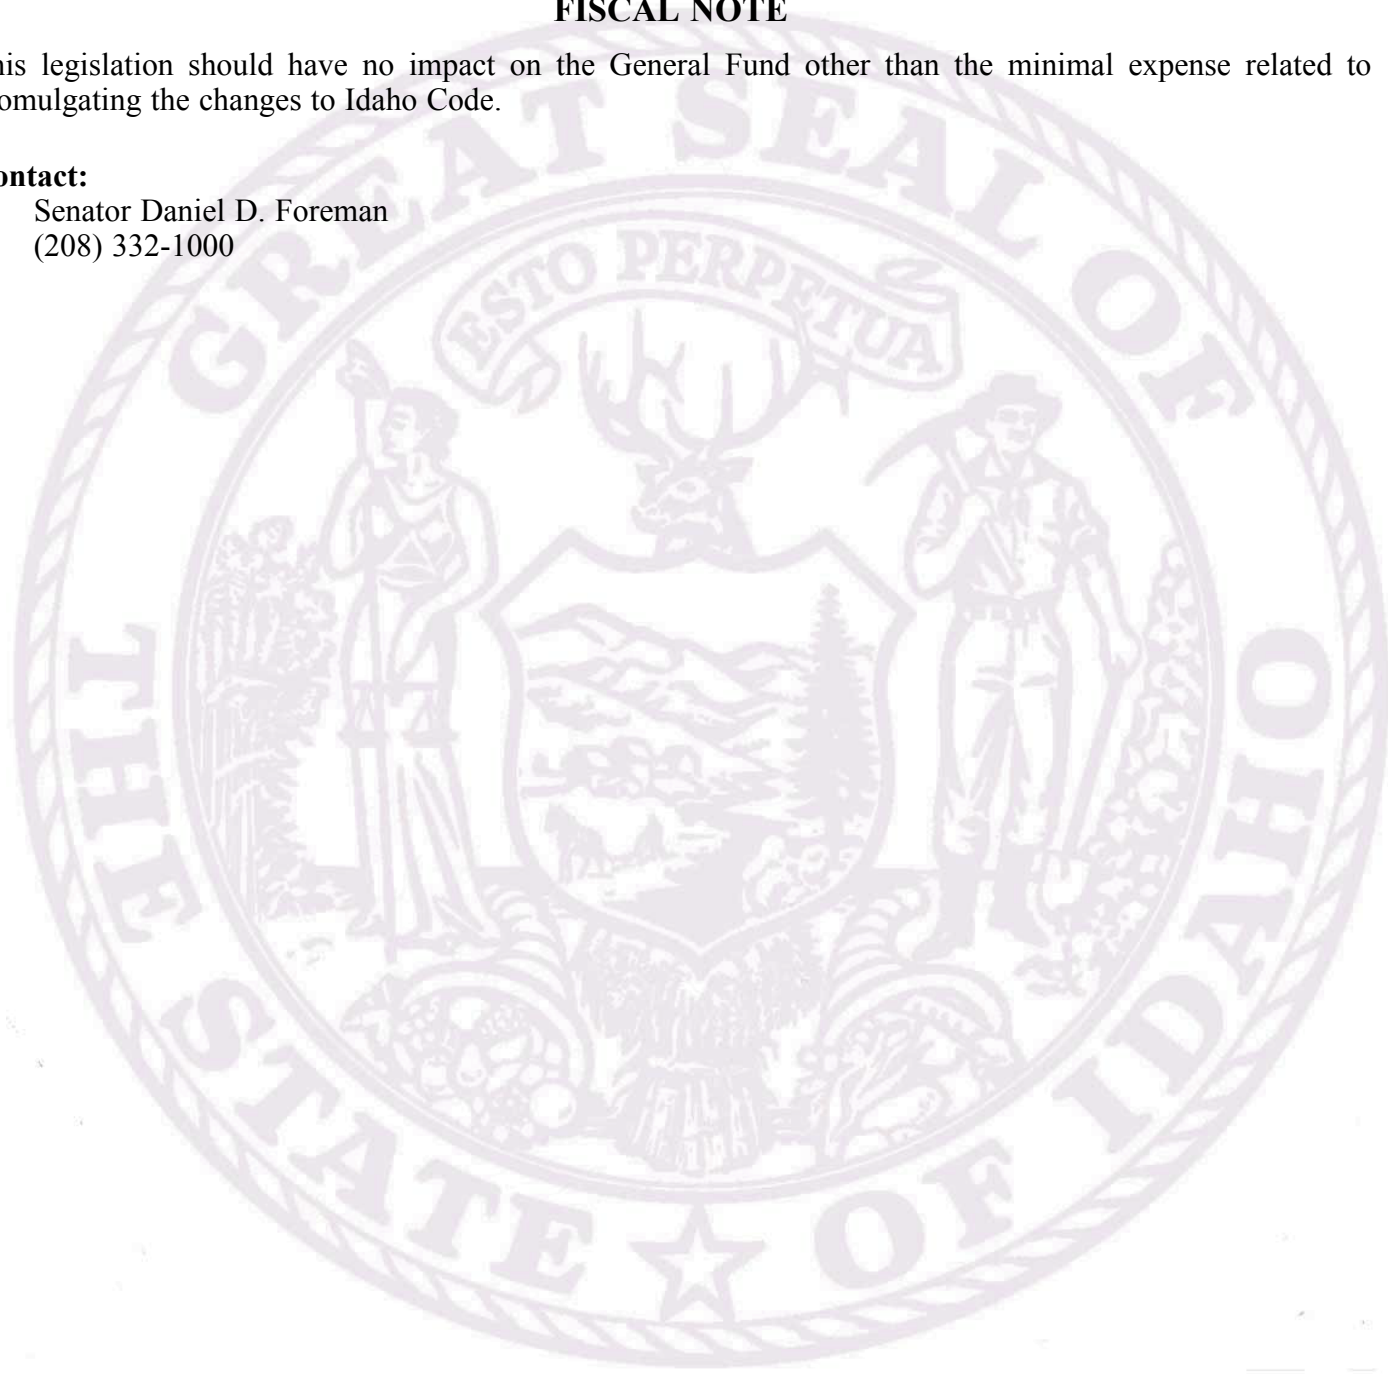 FISCAL NOTE
his legislation should have no impact on the General Fund other than the minimal expense related to
omulgating the changes to Idaho Code.
ontact:
Senator Daniel D. Foreman
(208) 332-1000
GREAT SEAL OF
ESTO PERPETUA
THE STATE OF IDAHO